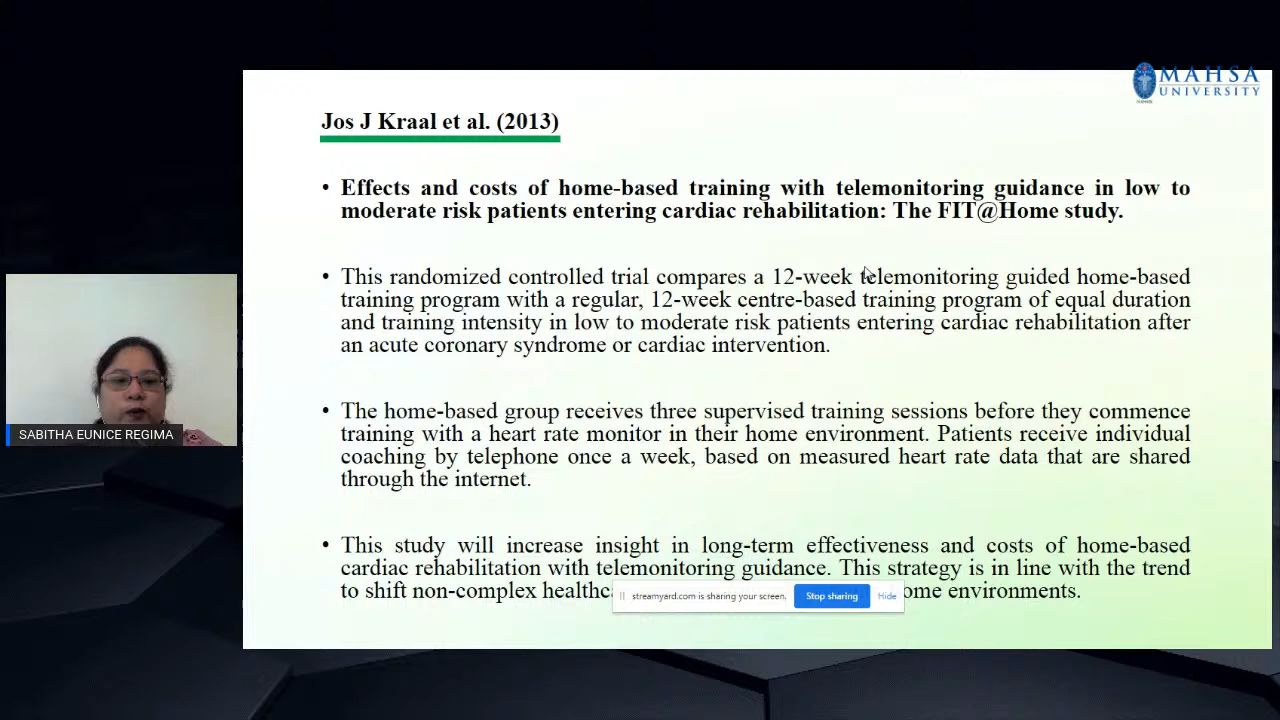 MAHSA
UNIVERSITY
Jos J Kraal et al. (2013)
• Effects and costs of home-based training with telemonitoring guidance in low to
moderate risk patients entering cardiac rehabilitation: The FIT@Home study.
• This randomized controlled trial compares a 12-week telemonitoring guided home-based
training program with a regular, 12-week centre-based training program of equal duration
and training intensity in low to moderate risk patients entering cardiac rehabilitation after
an acute coronary syndrome or cardiac intervention.
• The home-based group receives three supervised training sessions before they commence
training with a heart rate monitor in their home environment. Patients receive individual
coaching by telephone once a week, based on measured heart rate data that are shared
through the internet.
• This study will increase insight in long-term effectiveness and costs of home-based
cardiac rehabilitation with telemonitoring guidance. This strategy is in line with the trend
to shift non-complex healthc ome environments.
streamyard.com is sharing your screen. Stop sharing Hide
SABITHA EUNICE REGIMA